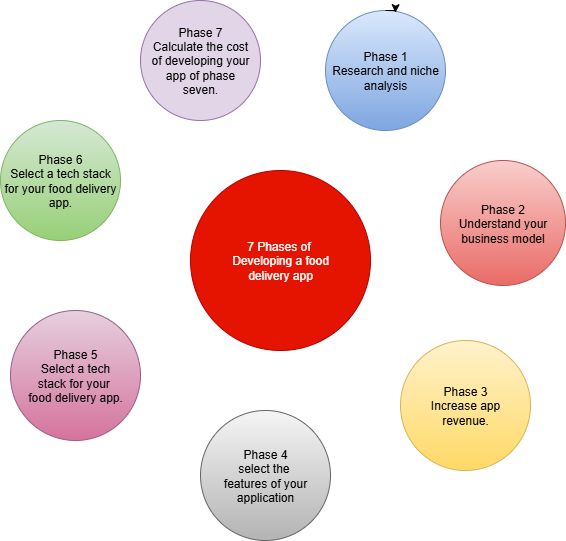 7 Phases of
Developing a food
delivery app
Phase 1
Research and niche
analysis
Phase 2
Understand your
business model
Phase 3
Increase app
revenue.
Phase 4
select the
features of your
application
Phase 5
Select a tech
stack for your
food delivery app.
Phase 6
Select a tech stack
for your food delivery
app.
Phase 7
Calculate the cost
of developing your
app of phase
seven.